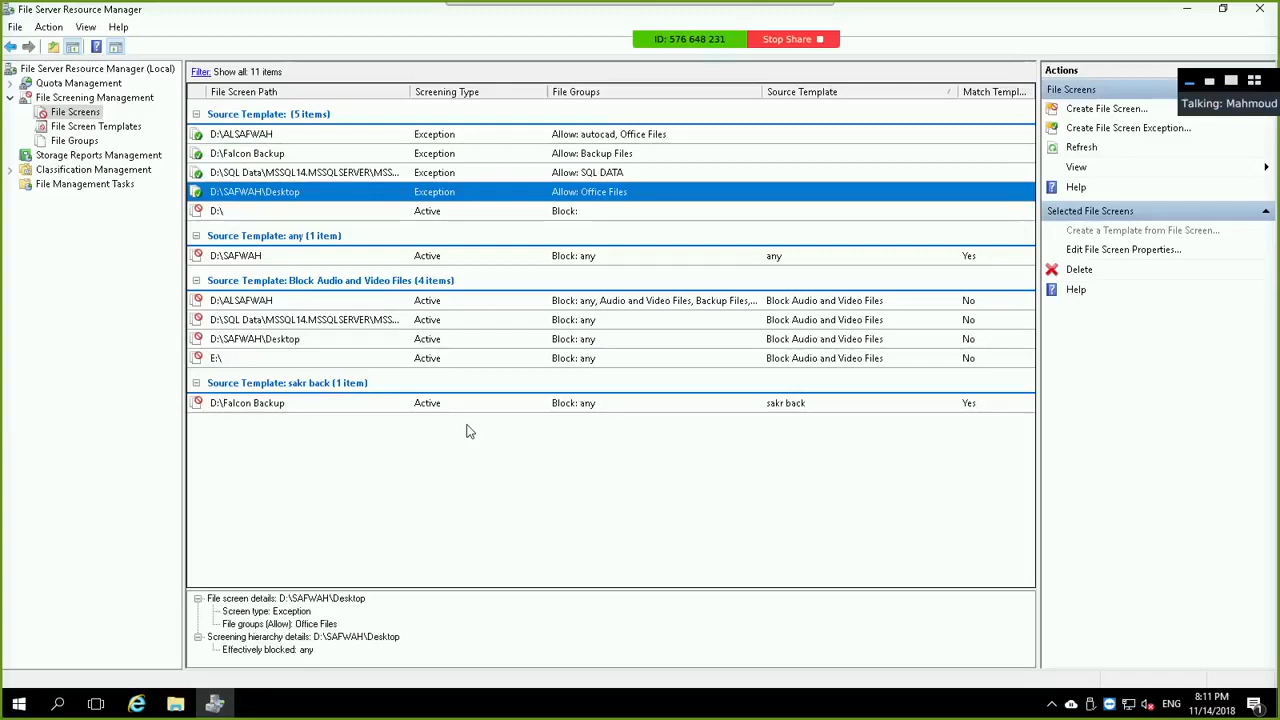 File Server Resource Manager
File Action View Help
ID: 576 648 231 Stop Share
File Server Resource Manager (Local)
Quota Management
File Screening Management
File Screens
File Screen Templates
File Groups
Storage Reports Management
Classification Management
File Management Tasks
Filter: Show all: 11 items
File Screen Path Screening Type File Groups Source Template Match Templ...
Source Template: (5 items)
D:\ALSAFWAH Exception Allow: autocad, Office Files
D:\Falcon Backup Exception Allow: Backup Files
D:\SQL Data\MSSQL14.MSSQLSERVER\MSS... Exception Allow: SQL DATA
D:\SAFWAH\Desktop Exception Allow: Office Files
D:\ Active Block:
Source Template: any (1 item)
D:\SAFWAH Active Block: any any Yes
Source Template: Block Audio and Video Files (4 items)
D:\ALSAFWAH Active Block: any, Audio and Video Files, Backup Files,... Block Audio and Video Files No
D:\SQL Data\MSSQL14.MSSQLSERVER\MSS... Active Block: any Block Audio and Video Files No
D:\SAFWAH\Desktop Active Block: any Block Audio and Video Files No
E:\ Active Block: any Block Audio and Video Files No
Source Template: sakr back (1 item)
D:\Falcon Backup Active Block: any sakr back Yes
File screen details: D:\SAFWAH\Desktop
Screen type: Exception
File groups (Allow): Office Files
Screening hierarchy details: D:\SAFWAH\Desktop
Effectively blocked: any
Actions
File Screens
Talking: Mahmoud
Create File Screen...
Create File Screen Exception...
Refresh
View
Help
Selected File Screens
Create a Template from File Screen...
Edit File Screen Properties...
Delete
Help
ENG
8:11 PM
11/14/2018
1